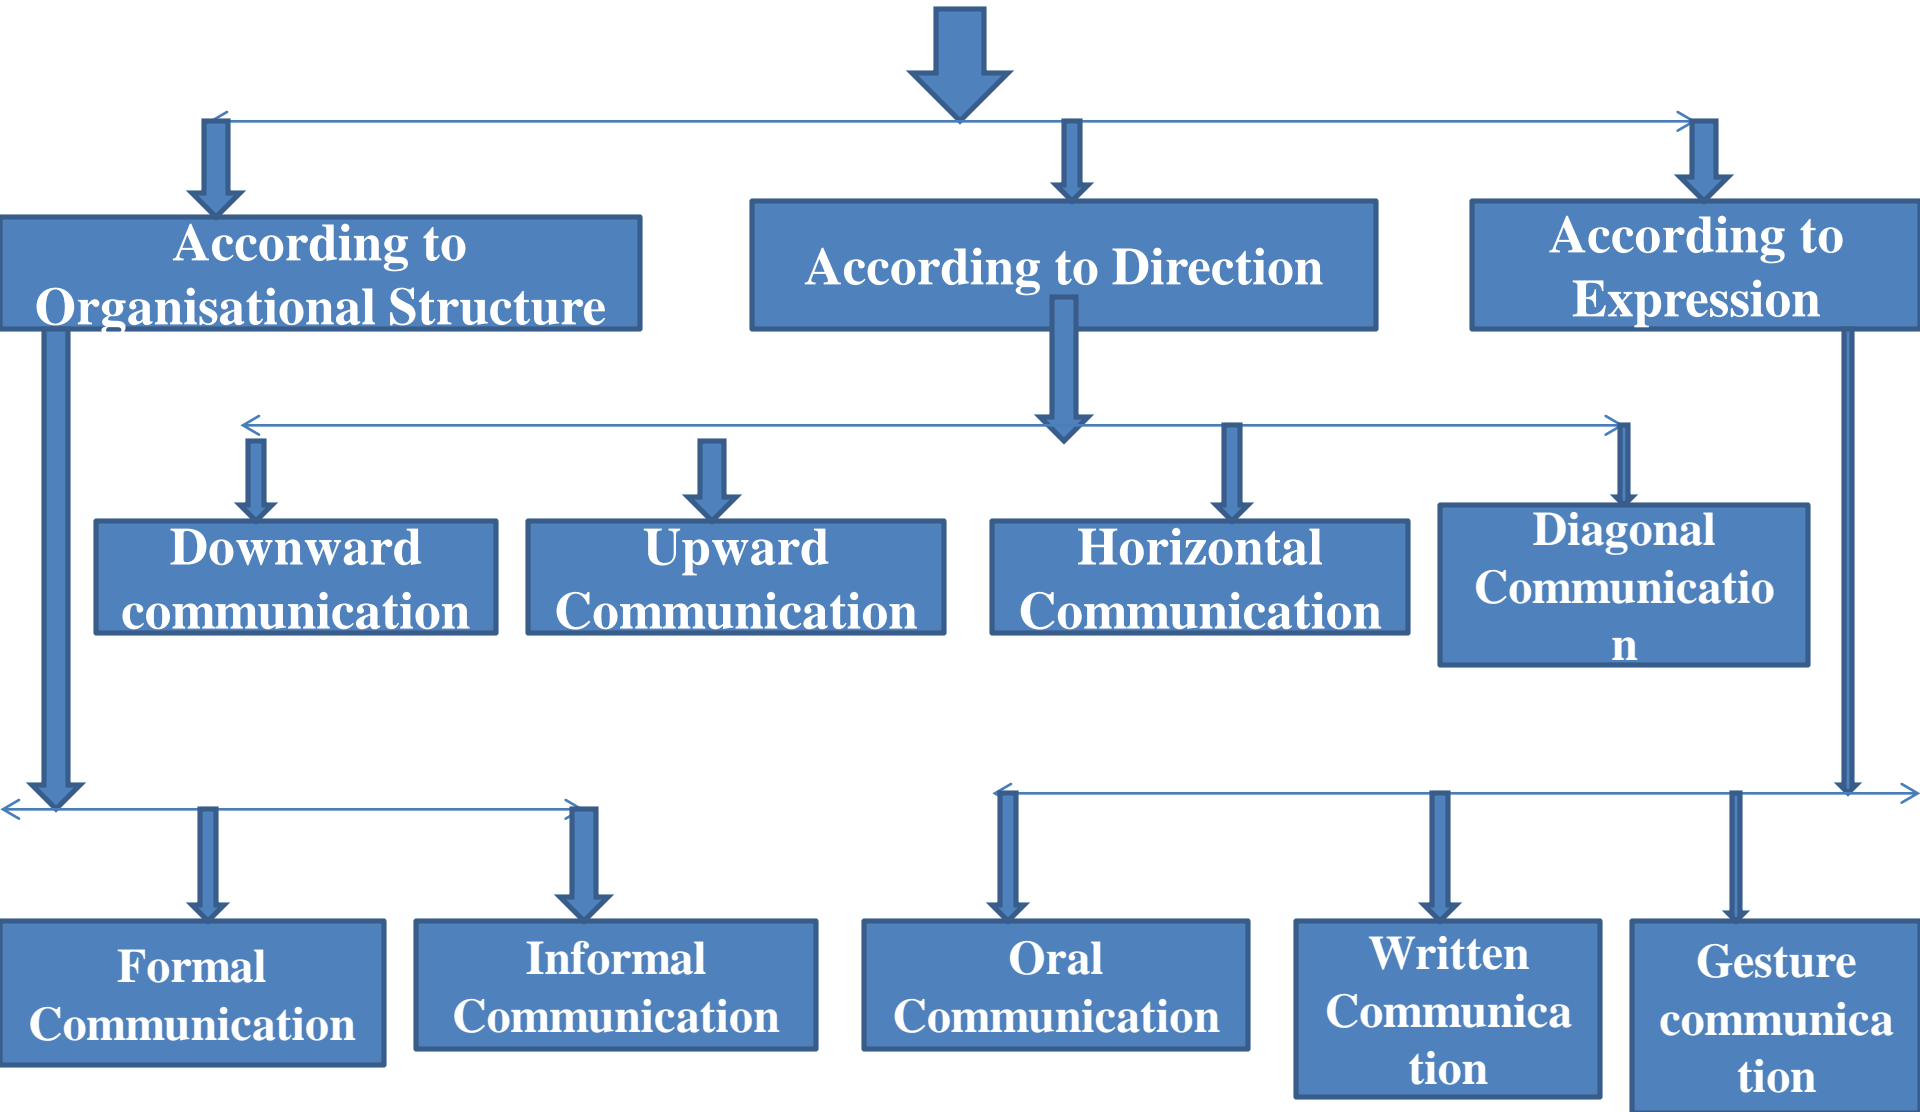 According to
Organisational Structure
According to Direction
According to
Expression
Downward
communication
Upward
Communication
Horizontal
Communication
Diagonal
Communicatio
n
Formal
Communication
Informal
Communication
Oral
Communication
Written
Communica
tion
Gesture
communica
tion